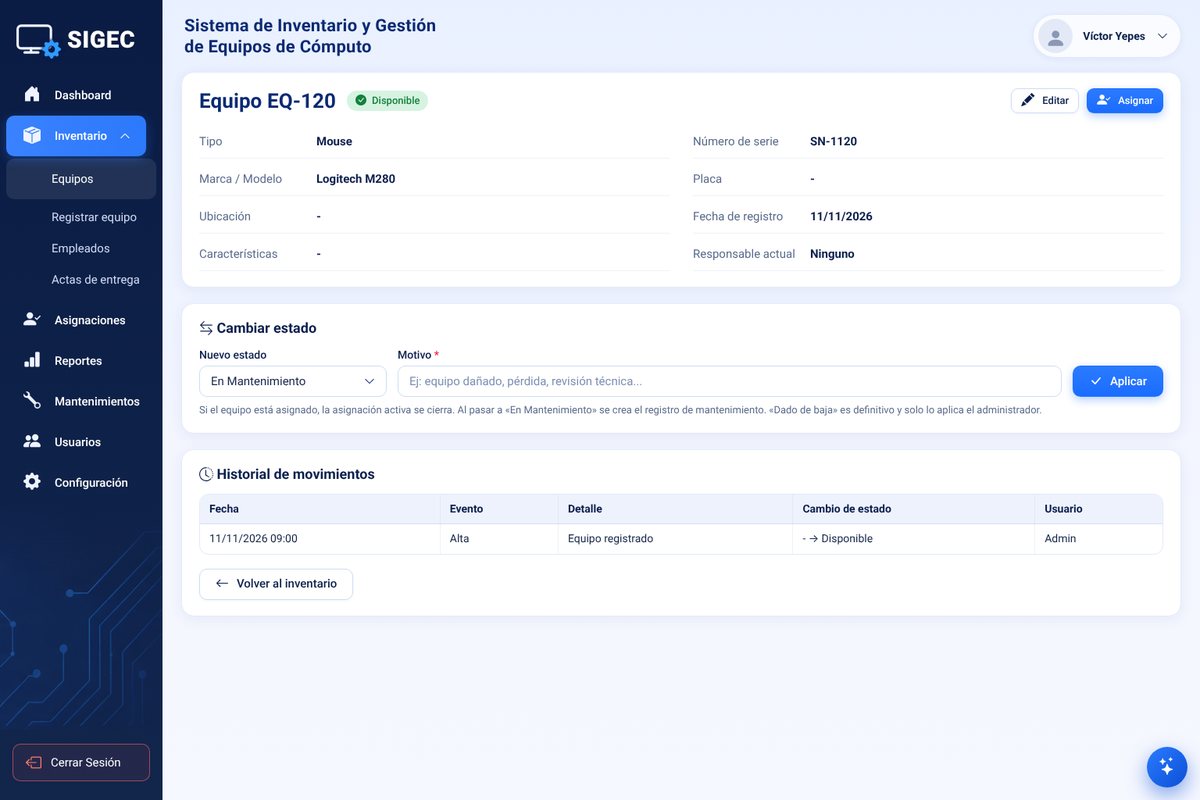 SIGEC
Dashboard
Inventario
Equipos
Registrar equipo
Empleados
Actas de entrega
Asignaciones
Reportes
Mantenimientos
Usuarios
Configuración
Cerrar Sesión
Sistema de Inventario y Gestión
de Equipos de Cómputo
Víctor Yepes
Equipo EQ-120
Disponible
Editar
Asignar
Tipo Mouse
Número de serie SN-1120
Marca / Modelo Logitech M280
Placa -
Ubicación -
Fecha de registro 11/11/2026
Características -
Responsable actual Ninguno
Cambiar estado
Nuevo estado
Motivo *
En Mantenimiento
Ej: equipo dañado, pérdida, revisión técnica...
Aplicar
Si el equipo está asignado, la asignación activa se cierra. Al pasar a «En Mantenimiento» se crea el registro de mantenimiento. «Dado de baja» es definitivo y solo lo aplica el administrador.
Historial de movimientos
Fecha Evento Detalle Cambio de estado Usuario
11/11/2026 09:00 Alta Equipo registrado - → Disponible Admin
← Volver al inventario